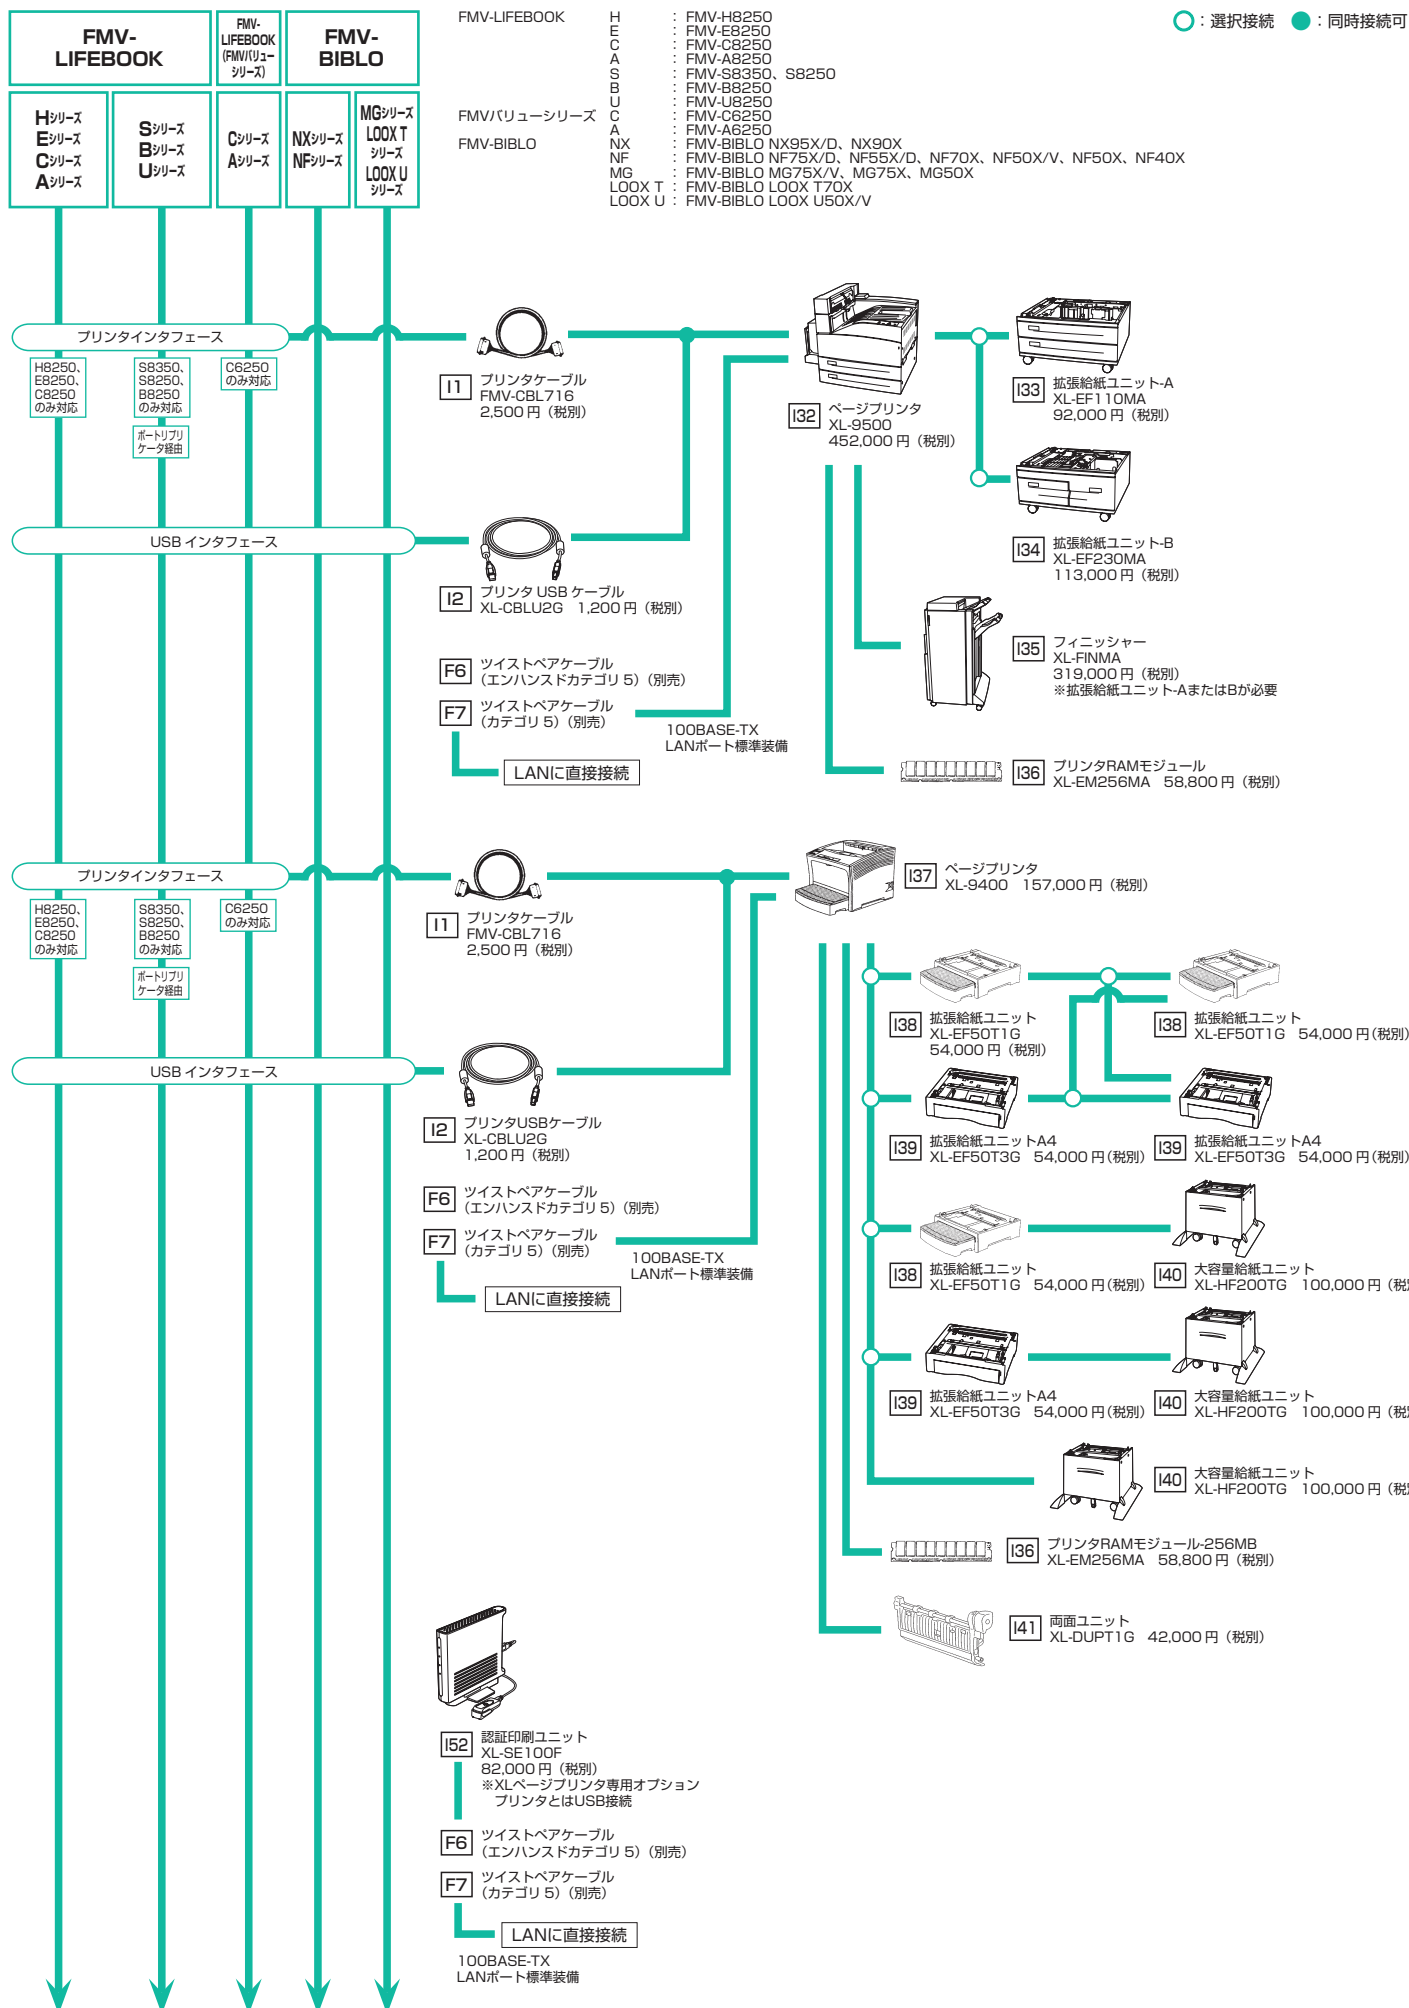 FMV-
LIFEBOOK
FMV-
LIFEBOOK
(FMVバリュー
シリーズ)
FMV-
BIBLO
Hシリーズ
Eシリーズ
Cシリーズ
Aシリーズ
Sシリーズ
Bシリーズ
Uシリーズ
Cシリーズ
Aシリーズ
NXシリーズ
NFシリーズ
MGシリーズ
LOOX T
シリーズ
LOOX U
シリーズ
FMV-LIFEBOOK H : FMV-H8250
E : FMV-E8250
C : FMV-C8250
A : FMV-A8250
S : FMV-S8350、S8250
B : FMV-B8250
U : FMV-U8250
FMVバリューシリーズ C : FMV-C6250
A : FMV-A6250
FMV-BIBLO NX : FMV-BIBLO NX95X/D、NX90X
NF : FMV-BIBLO NF75X/D、NF55X/D、NF70X、NF50X/V、NF50X、NF40X
MG : FMV-BIBLO MG75X/V、MG75X、MG50X
LOOX T : FMV-BIBLO LOOX T70X
LOOX U : FMV-BIBLO LOOX U50X/V
：選択接続 ：同時接続可
プリンタインタフェース
H8250、
E8250、
C8250
のみ対応
S8350、
S8250、
B8250
のみ対応
ポートリプリ
ケータ経由
C6250
のみ対応
I1 プリンタケーブル
FMV-CBL716
2,500円（税別）
I32 ページプリンタ
XL-9500
452,000円（税別）
I33 拡張給紙ユニット-A
XL-EF110MA
92,000円（税別）
I34 拡張給紙ユニット-B
XL-EF230MA
113,000円（税別）
USB インタフェース
I2 プリンタ USB ケーブル
XL-CBLU2G 1,200円（税別）
I35 フィニッシャー
XL-FINMA
319,000円（税別）
※拡張給紙ユニット-AまたはBが必要
F6 ツイストペアケーブル
（エンハンスドカテゴリ 5）（別売）
F7 ツイストペアケーブル
（カテゴリ 5）（別売）
100BASE-TX
LANポート標準装備
LANに直接接続
I36 プリンタRAMモジュール
XL-EM256MA 58,800円（税別）
プリンタインタフェース
H8250、
E8250、
C8250
のみ対応
S8350、
S8250、
B8250
のみ対応
ポートリプリ
ケータ経由
C6250
のみ対応
I1 プリンタケーブル
FMV-CBL716
2,500円（税別）
I37 ページプリンタ
XL-9400 157,000円（税別）
I38 拡張給紙ユニット
XL-EF50T1G
54,000円（税別）
I38 拡張給紙ユニット
XL-EF50T1G 54,000円（税別）
USB インタフェース
I2 プリンタUSBケーブル
XL-CBLU2G
1,200円（税別）
I39 拡張給紙ユニットA4
XL-EF50T3G 54,000円（税別）
I39 拡張給紙ユニットA4
XL-EF50T3G 54,000円（税別）
F6 ツイストペアケーブル
（エンハンスドカテゴリ 5）（別売）
F7 ツイストペアケーブル
（カテゴリ 5）（別売）
100BASE-TX
LANポート標準装備
LANに直接接続
I38 拡張給紙ユニット
XL-EF50T1G 54,000円（税別）
I40 大容量給紙ユニット
XL-HF200TG 100,000円（税
I39 拡張給紙ユニットA4
XL-EF50T3G 54,000円（税別）
I40 大容量給紙ユニット
XL-HF200TG 100,000円（税
I40 大容量給紙ユニット
XL-HF200TG 100,000円（税
I36 プリンタRAMモジュール-256MB
XL-EM256MA 58,800円（税別）
I41 両面ユニット
XL-DUPT1G 42,000円（税別）
I52 認証印刷ユニット
XL-SE100F
82,000円（税別）
※XLページプリンタ専用オプション
プリンタとはUSB接続
F6 ツイストペアケーブル
（エンハンスドカテゴリ 5）（別売）
F7 ツイストペアケーブル
（カテゴリ 5）（別売）
LANに直接接続
100BASE-TX
LANポート標準装備